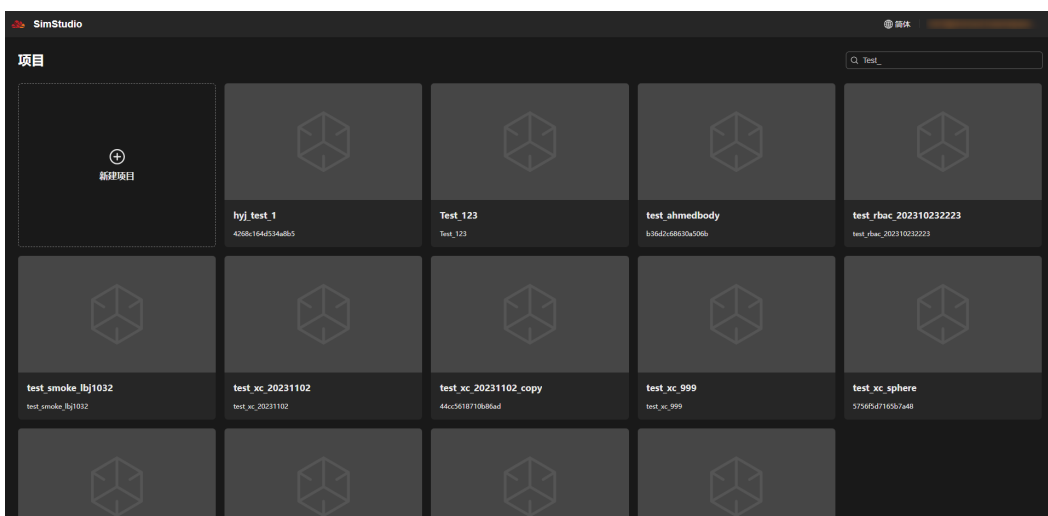 SimStudio
简体
项目
Test_
新建项目
hyj_test_1
4268c164d534a8b5
Test_123
Test_123
test_ahmedbody
b36d2c68630a506b
test_rbac_202310232223
test_rbac_202310232223
test_smoke_lbj1032
test_smoke_lbj1032
test_xc_20231102
test_xc_20231102
test_xc_20231102_copy
44cc5618710b86ad
test_xc_999
test_xc_999
test_xc_sphere
5756f5d7165b7a48